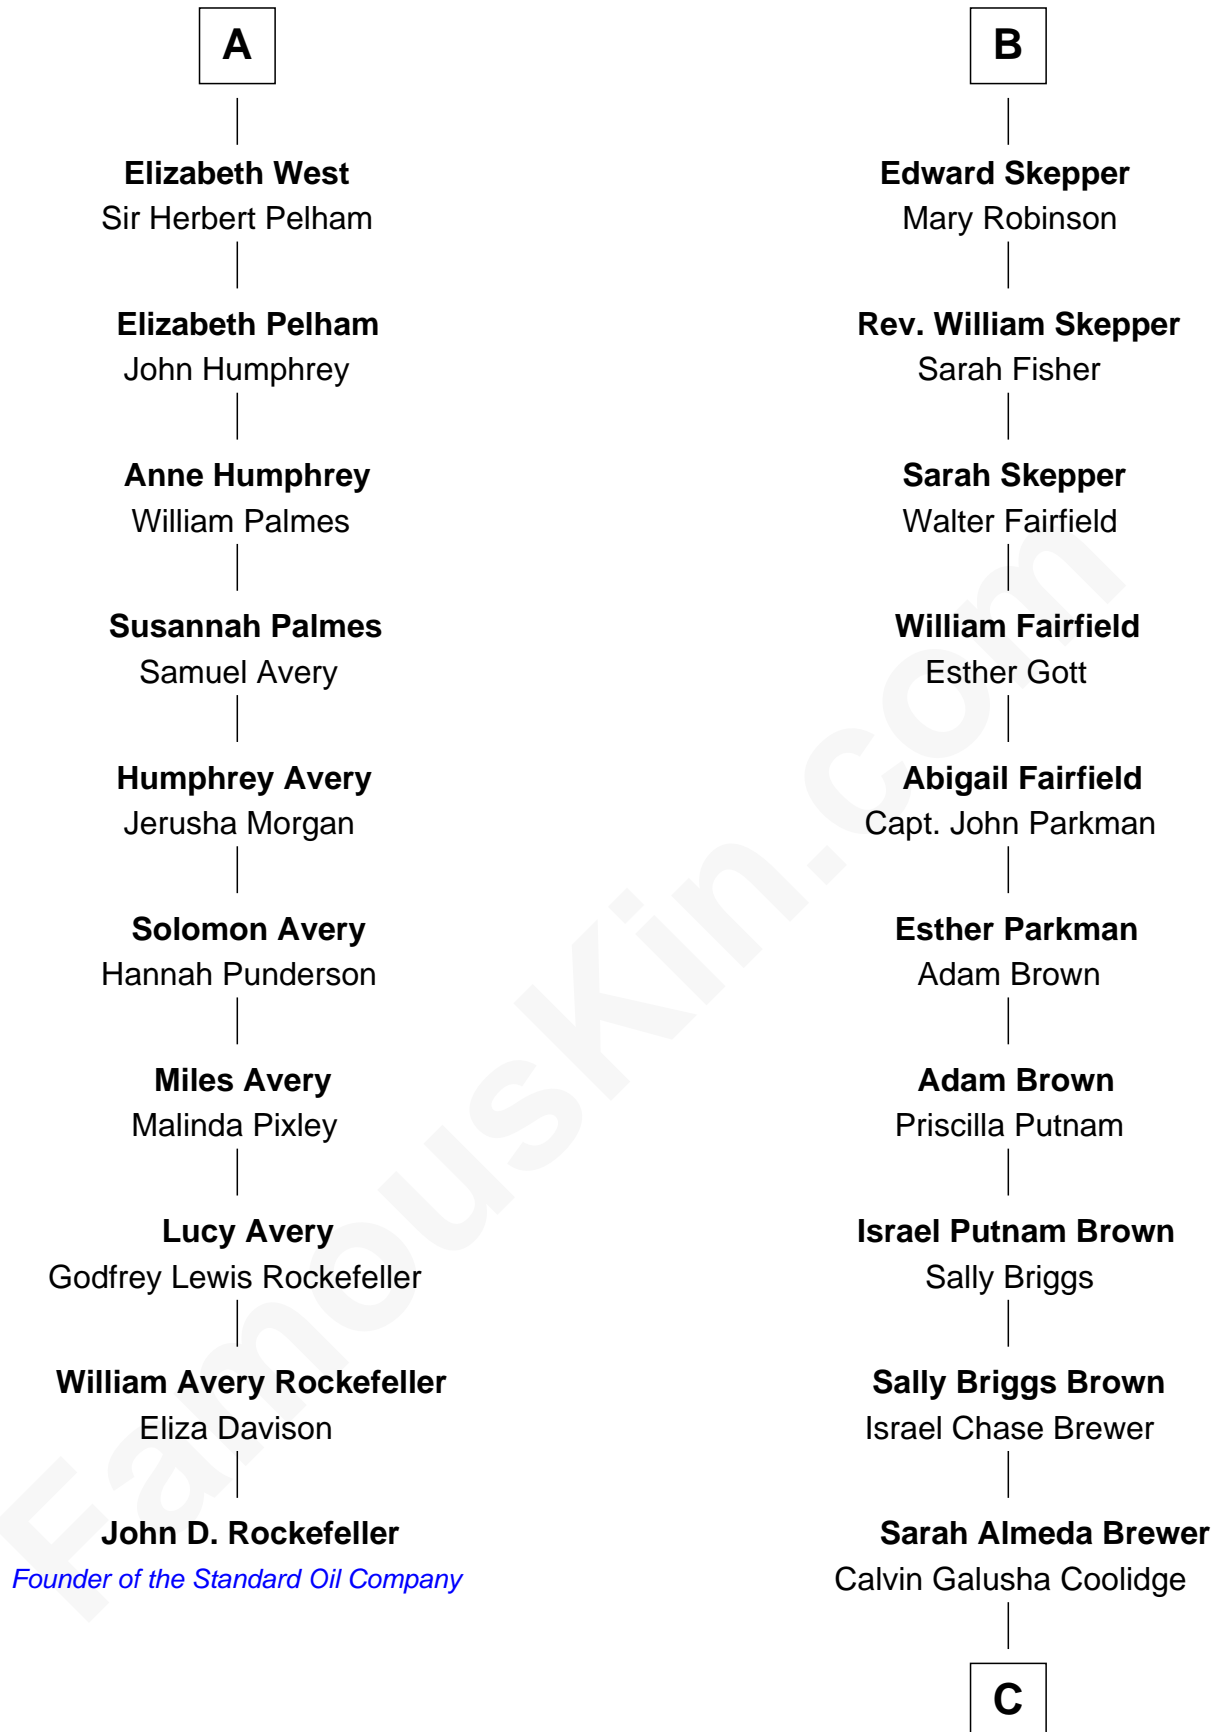 A
Elizabeth West
Sir Herbert Pelham
Elizabeth Pelham
John Humphrey
Anne Humphrey
William Palmes
Susannah Palmes
Samuel Avery
Humphrey Avery
Jerusha Morgan
Solomon Avery
Hannah Punderson
Miles Avery
Malinda Pixley
Lucy Avery
Godfrey Lewis Rockefeller
William Avery Rockefeller
Eliza Davison
John D. Rockefeller
Founder of the Standard Oil Company
B
Edward Skepper
Mary Robinson
Rev. William Skepper
Sarah Fisher
Sarah Skepper
Walter Fairfield
William Fairfield
Esther Gott
Abigail Fairfield
Capt. John Parkman
Esther Parkman
Adam Brown
Adam Brown
Priscilla Putnam
Israel Putnam Brown
Sally Briggs
Sally Briggs Brown
Israel Chase Brewer
Sarah Almeda Brewer
Calvin Galusha Coolidge
C
FamousKin.com